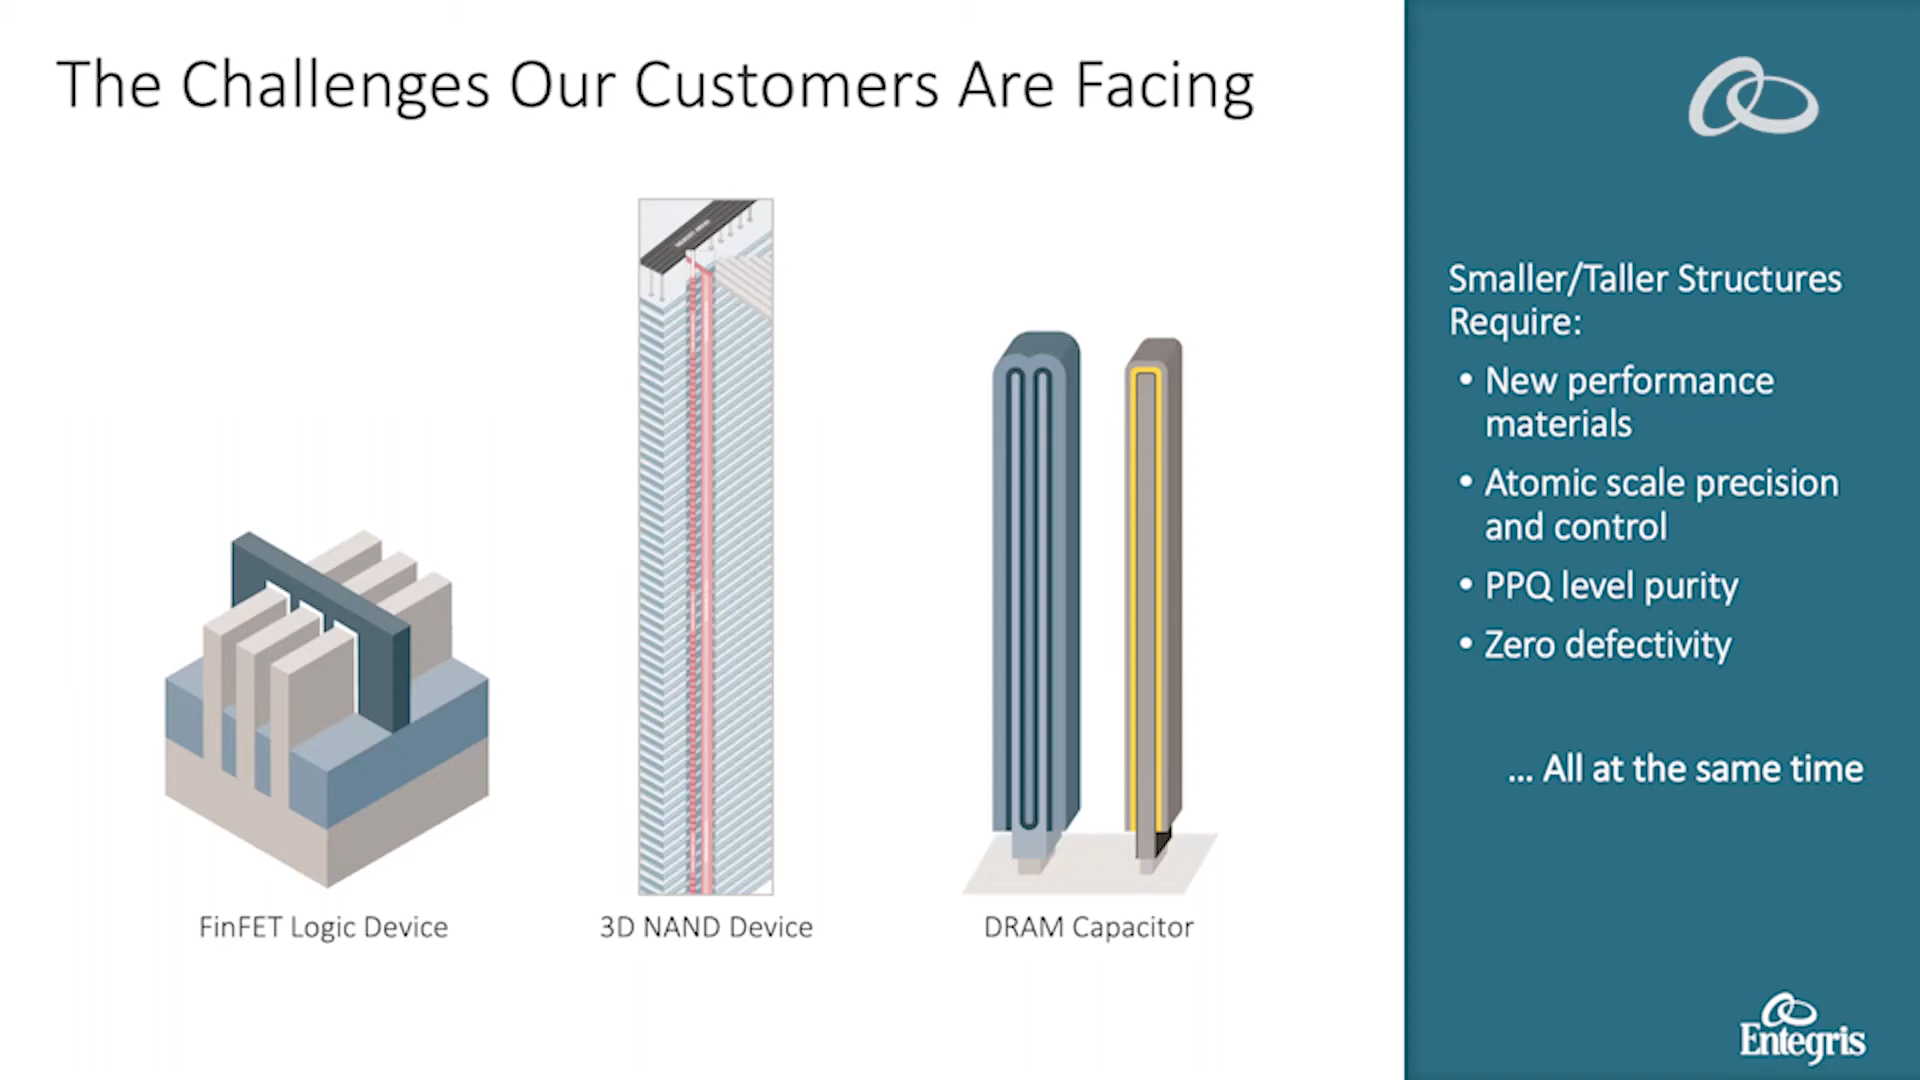 The Challenges Our Customers Are Facing
FinFET Logic Device
3D NAND Device
DRAM Capacitor
Smaller/Taller Structures
Require:
• New performance
materials
• Atomic scale precision
and control
• PPQ level purity
• Zero defectivity
... All at the same time
Entegris